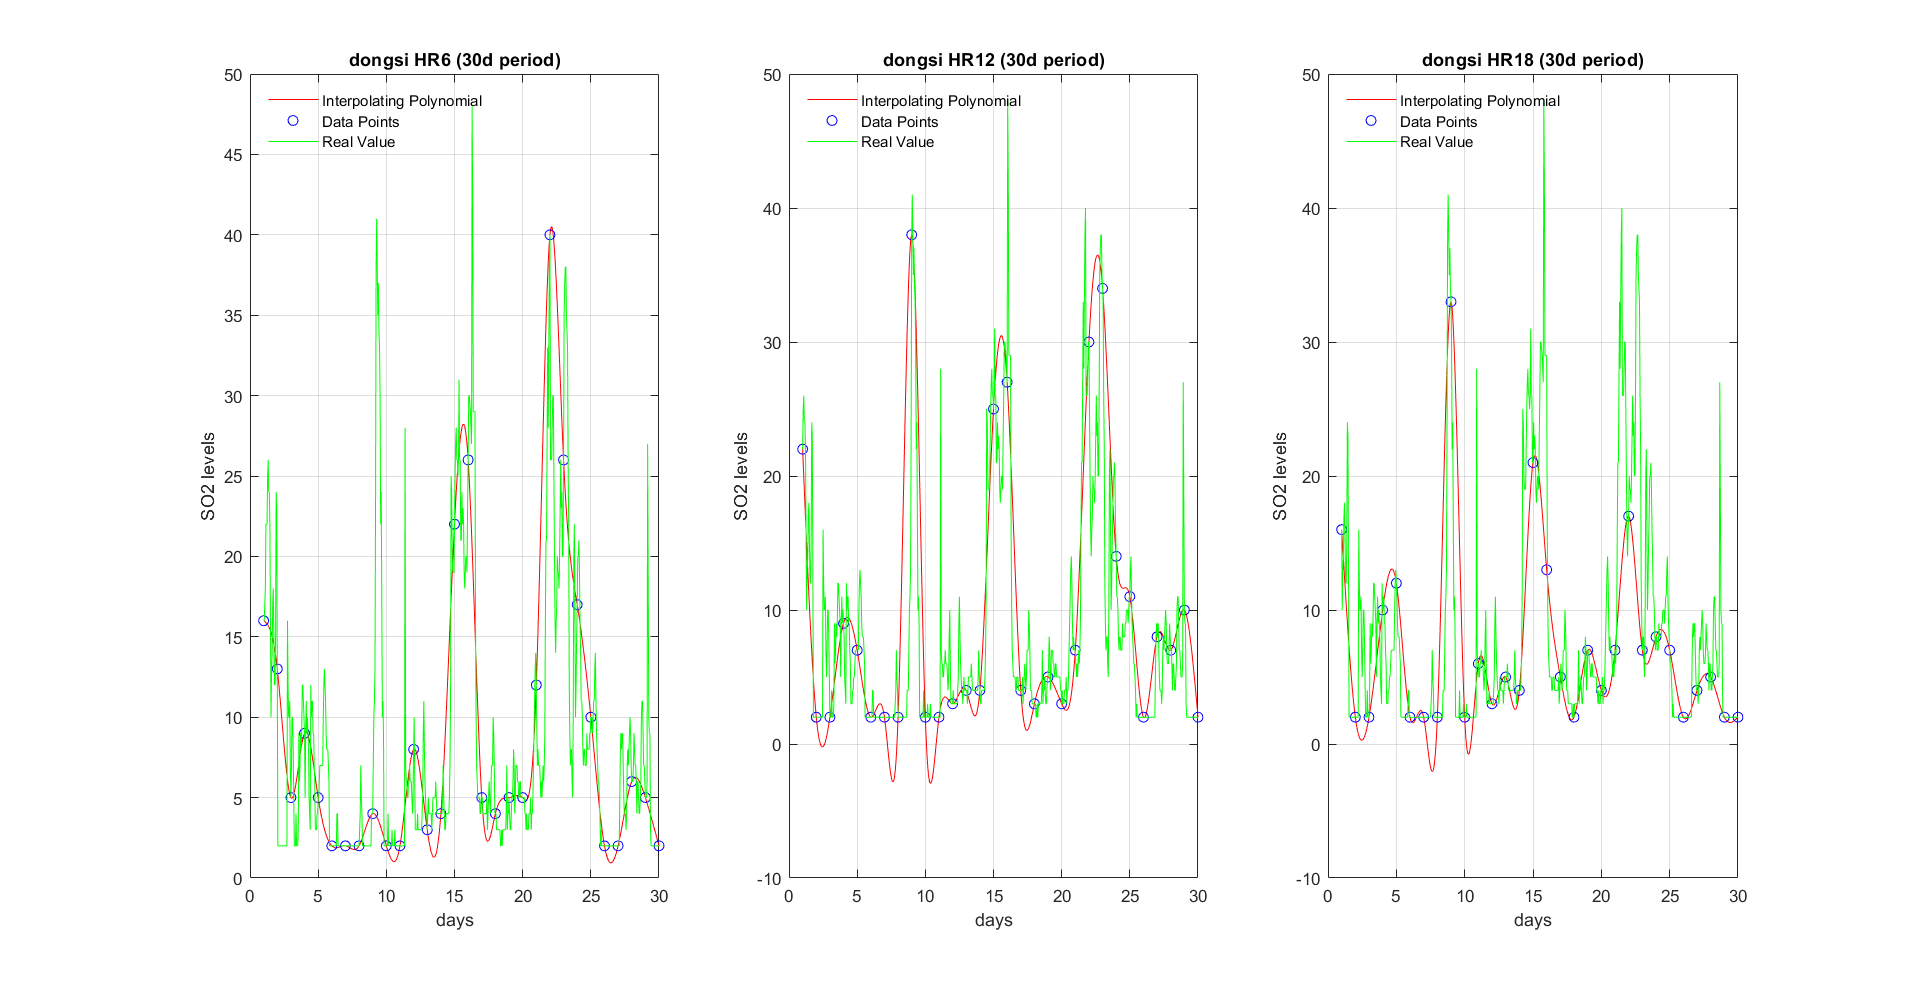 dongsi HR6 (30d period)
Interpolating Polynomial
Data Points
Real Value
50
45
40
35
30
25
20
15
10
5
0
SO2 levels
0 5 10 15 20 25 30
days
dongsi HR12 (30d period)
Interpolating Polynomial
Data Points
Real Value
50
40
30
20
10
0
-10
SO2 levels
0 5 10 15 20 25 30
days
dongsi HR18 (30d period)
Interpolating Polynomial
Data Points
Real Value
50
40
30
20
10
0
-10
SO2 levels
0 5 10 15 20 25 30
days